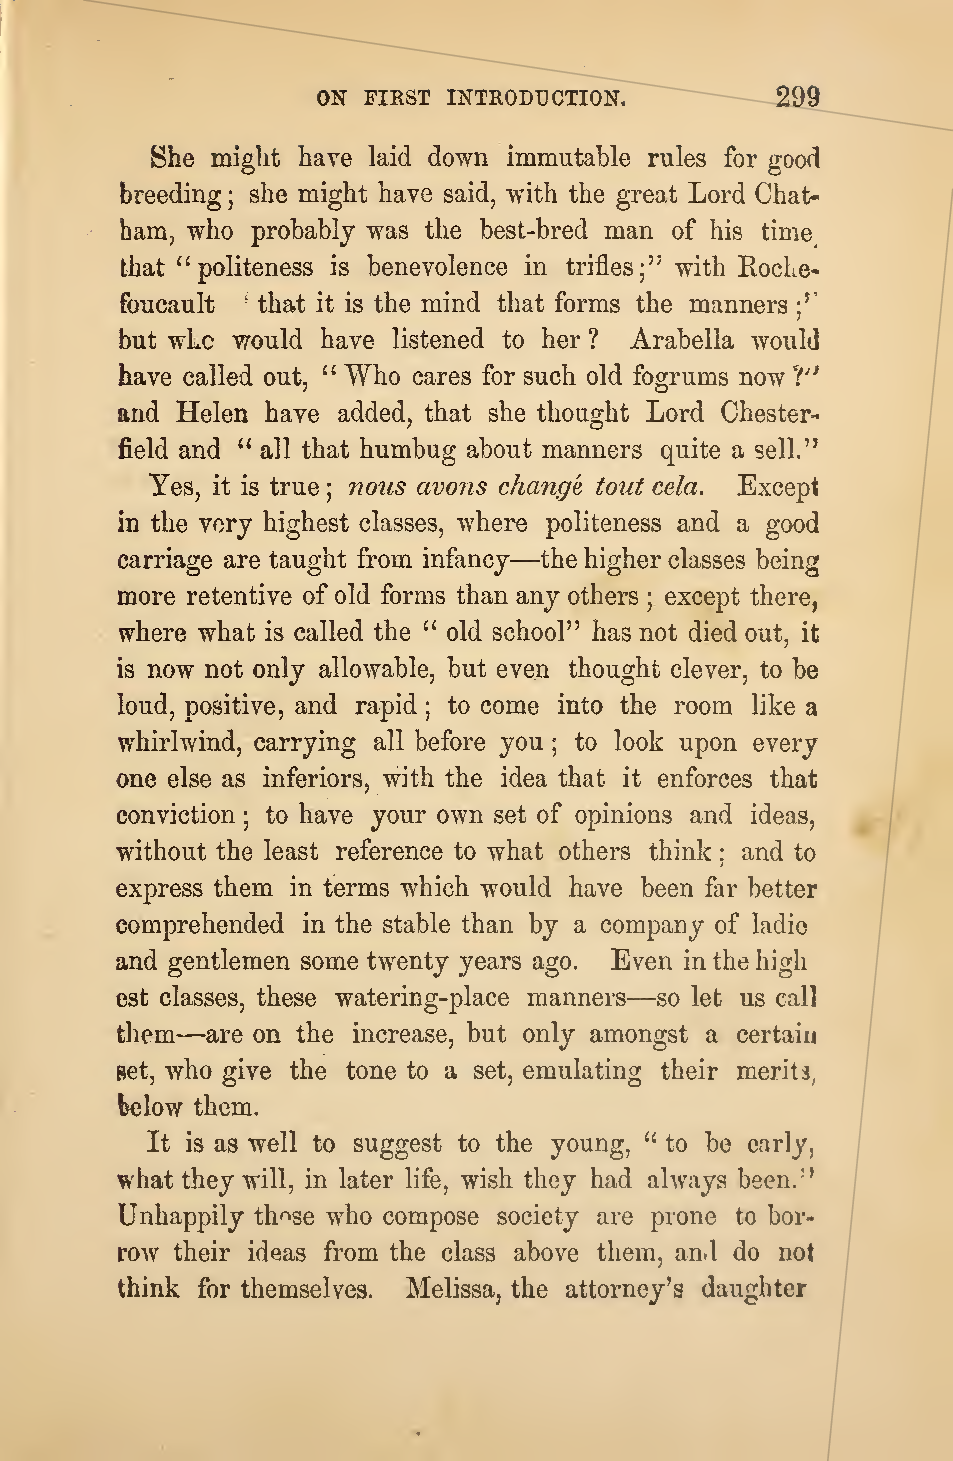 ON FIRST INTRODUCTION. 299
She might have laid down immutable rules for good
breeding; she might have said, with the great Lord Chat-
ham, who probably was the best-bred man of his time,
that "politeness is benevolence in trifles;" with Roche-
foucault "that it is the mind that forms the manners;"
but who would have listened to her? Arabella would
have called out, "Who cares for such old fogrums now?"
and Helen have added, that she thought Lord Chester-
field and "all that humbug about manners quite a sell."
Yes, it is true; nous avons changé tout cela. Except
in the very highest classes, where politeness and a good
carriage are taught from infancy—the higher classes being
more retentive of old forms than any others; except there,
where what is called the "old school" has not died out, it
is now not only allowable, but even thought clever, to be
loud, positive, and rapid; to come into the room like a
whirlwind, carrying all before you; to look upon every
one else as inferiors, with the idea that it enforces that
conviction; to have your own set of opinions and ideas,
without the least reference to what others think; and to
express them in terms which would have been far better
comprehended in the stable than by a company of ladie
and gentlemen some twenty years ago. Even in the high
est classes, these watering-place manners—so let us call
them—are on the increase, but only amongst a certain
set, who give the tone to a set, emulating their merits,
below them.
It is as well to suggest to the young, "to be early,
what they will, in later life, wish they had always been."
Unhappily those who compose society are prone to bor-
row their ideas from the class above them, and do not
think for themselves. Melissa, the attorney's daughter